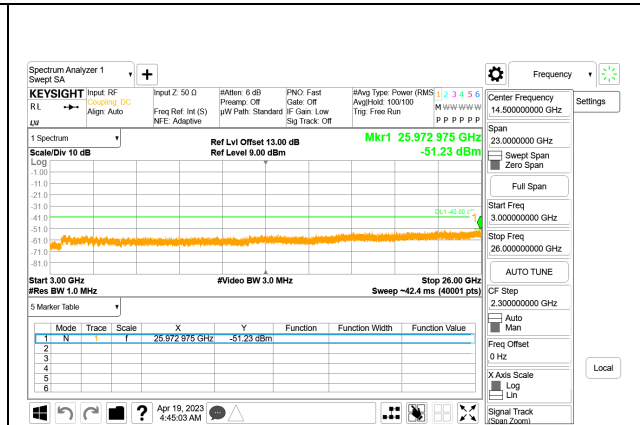 Spectrum Analyzer 1
Swept SA
Frequency
KEYSIGHT
RL
Input: RF
Coupling: DC
Align: Auto
Input Z: 50 Ω
Freq Ref: Int (S)
NFE: Adaptive
#Atten: 6 dB
Preamp: Off
µW Path: Standard
PNO: Fast
Gate: Off
IF Gain: Low
Sig Track: Off
#Avg Type: Power (RMS
Avg|Hold: 100/100
Trig: Free Run
1 2 3 4 5 6
M W W W W W
P P P P P P
LXI
1 Spectrum
Scale/Div 10 dB
Ref Lvl Offset 13.00 dB
Ref Level 9.00 dBm
Mkr1 25.972 975 GHz
-51.23 dBm
Log
-1.00
-11.0
-21.0
-31.0
-41.0
-51.0
-61.0
-71.0
-81.0
1
Start 3.00 GHz
#Res BW 1.0 MHz
#Video BW 3.0 MHz
Stop 26.00 GHz
Sweep ~42.4 ms (40001 pts)
5 Marker Table
Mode Trace Scale X Y Function Function Width Function Value
1 N 1 f 25.972 975 GHz -51.23 dBm
2
3
4
5
6
Apr 19, 2023
4:45:03 AM
Center Frequency
14.500000000 GHz
Settings
Span
23.0000000 GHz
Swept Span
Zero Span
Full Span
Start Freq
3.000000000 GHz
Stop Freq
26.000000000 GHz
AUTO TUNE
CF Step
2.300000000 GHz
Auto
Man
Freq Offset
0 Hz
X Axis Scale
Log
Lin
Signal Track
(Span Zoom)
Local